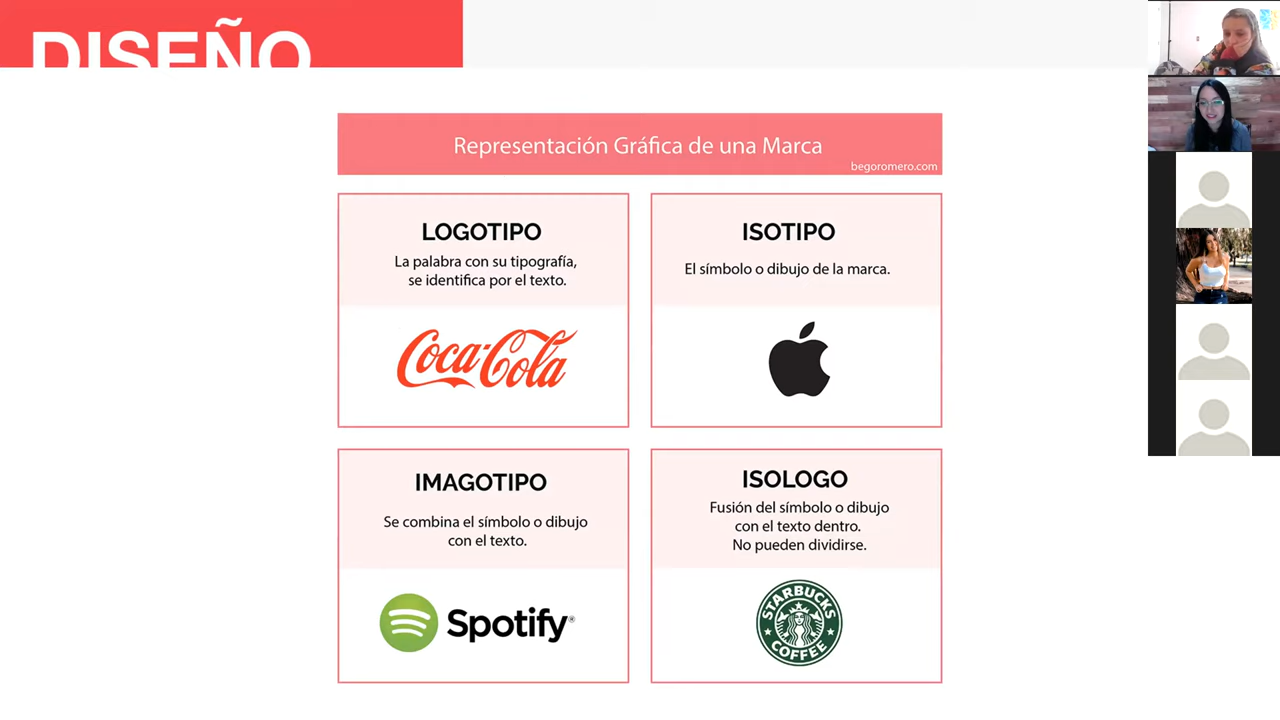 DISEÑO
Representación Gráfica de una Marca
begoromero.com
LOGOTIPO
La palabra con su tipografía,
se identifica por el texto.
Coca-Cola
ISOTIPO
El símbolo o dibujo de la marca.
IMAGOTIPO
Se combina el símbolo o dibujo
con el texto.
Spotify®
ISOLOGO
Fusión del símbolo o dibujo
con el texto dentro.
No pueden dividirse.
STARBUCKS
COFFEE